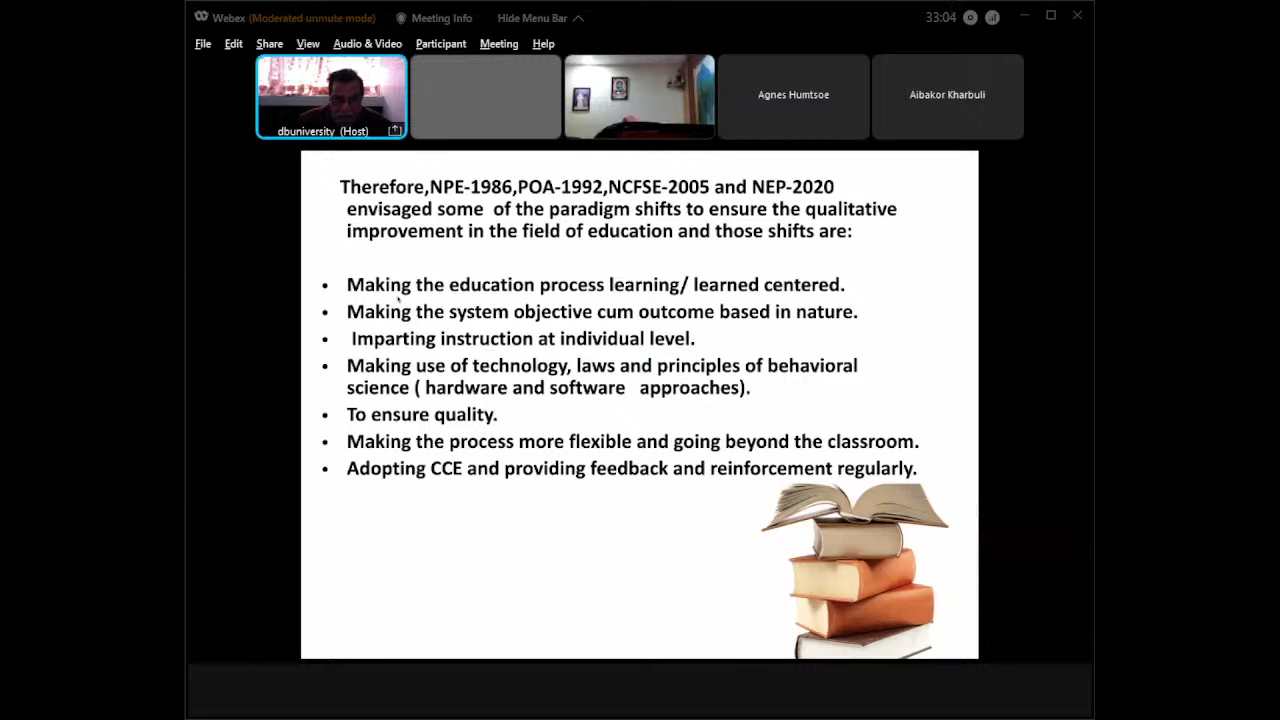 Webex (Moderated unmute mode) Meeting Info Hide Menu Bar 33:04
File Edit Share View Audio & Video Participant Meeting Help
dbuniversity (Host) Agnes Humtsoe Aibakor Kharbuli
Therefore,NPE-1986,POA-1992,NCFSE-2005 and NEP-2020
envisaged some of the paradigm shifts to ensure the qualitative
improvement in the field of education and those shifts are:
• Making the education process learning/ learned centered.
• Making the system objective cum outcome based in nature.
• Imparting instruction at individual level.
• Making use of technology, laws and principles of behavioral
science ( hardware and software approaches).
• To ensure quality.
• Making the process more flexible and going beyond the classroom.
• Adopting CCE and providing feedback and reinforcement regularly.